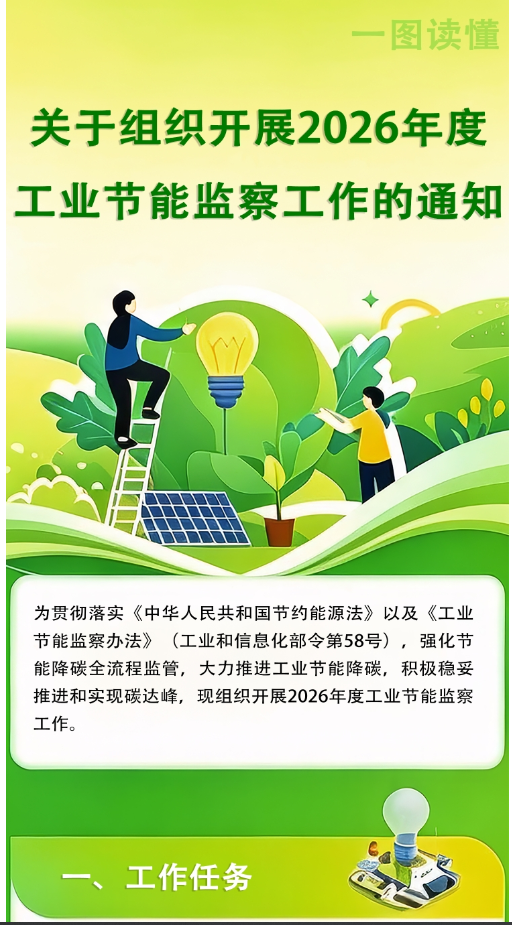 一图读懂
关于组织开展2026年度
工业节能监察工作的通知
为贯彻落实《中华人民共和国节约能源法》以及《工业
节能监察办法》（工业和信息化部令第58号），强化节
能降碳全流程监管，大力推进工业节能降碳，积极稳妥
推进和实现碳达峰，现组织开展2026年度工业节能监察
工作。
一、工作任务